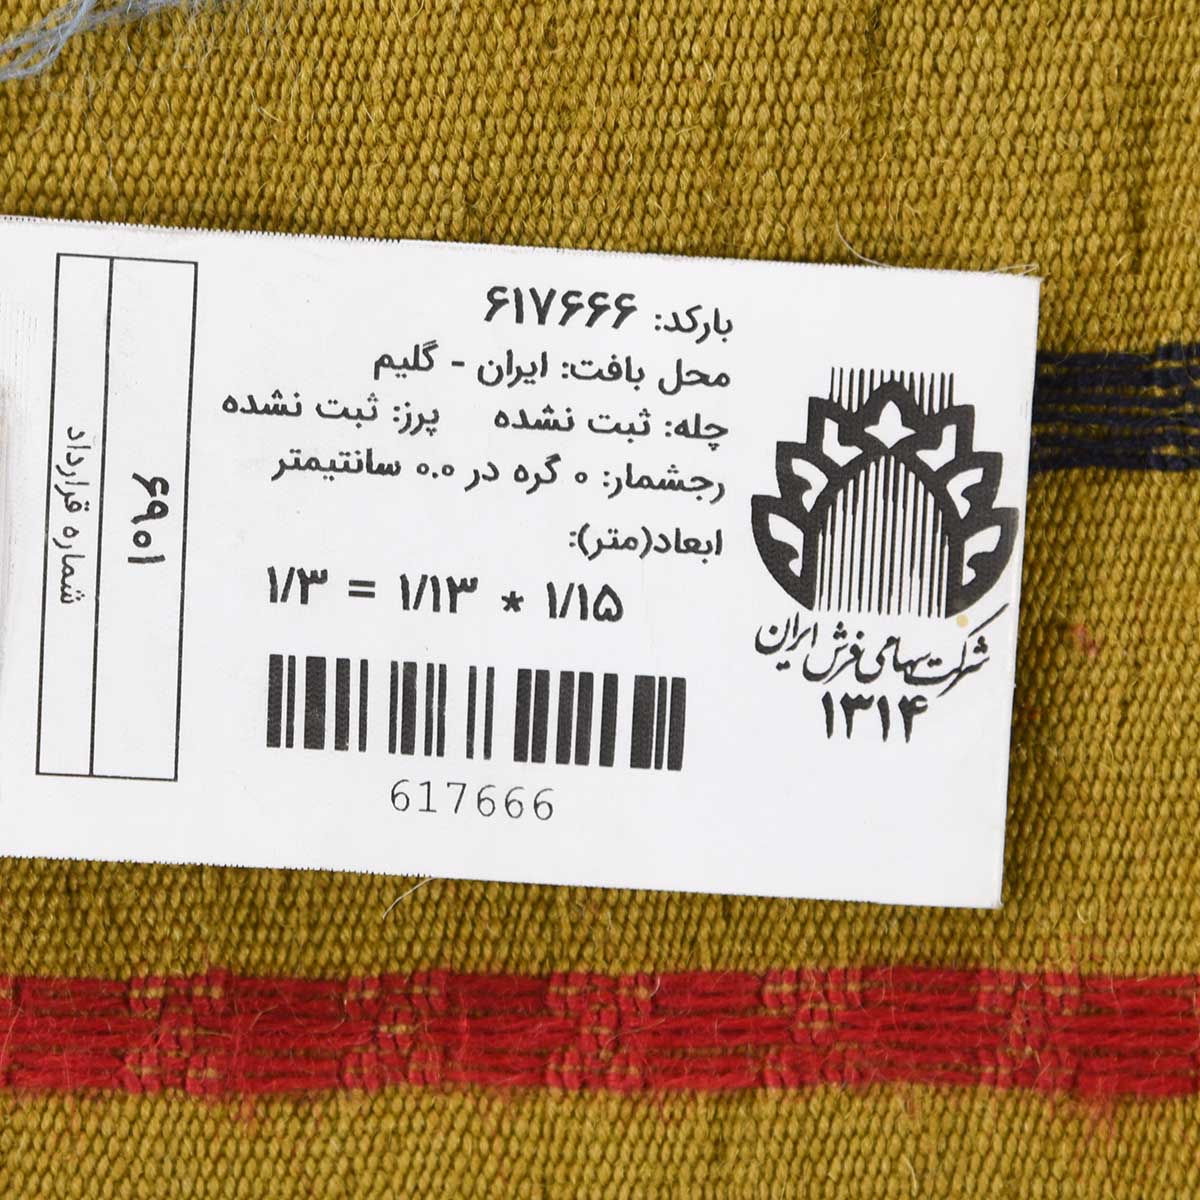 بارکد: ۶۱۷۶۶۶
محل بافت: ایران - گلیم
چله: ثبت نشده پرز: ثبت نشده
رجشمار: ۰ گره در ۰.۰ سانتیمتر
ابعاد(متر):
۱/۱۵ * ۱/۱۳ = ۱/۳
617666
شرکت سهامی فرش ایران
۱۳۱۴
۶۹۰۱
شماره قرارداد